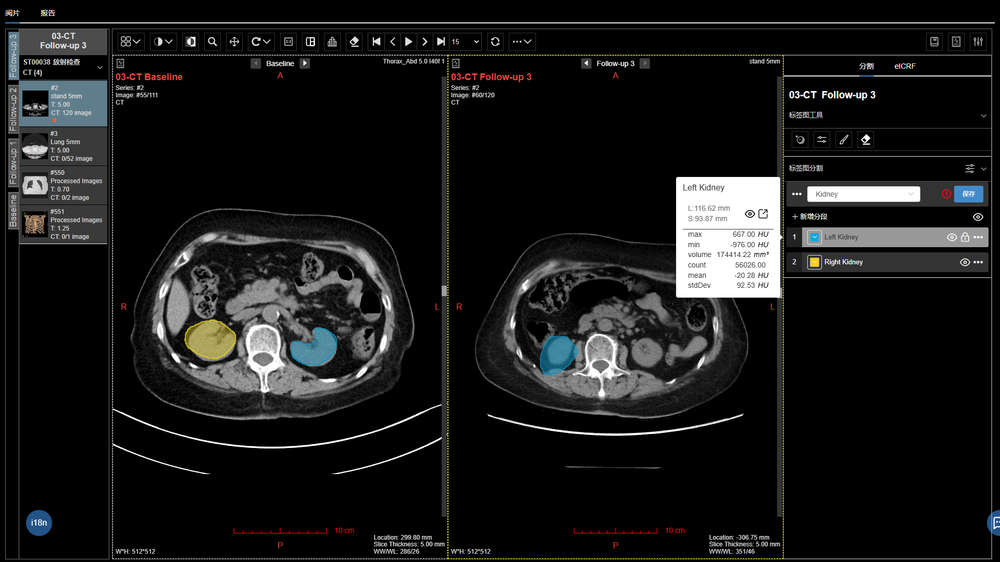 阅片
报告
Follow-up 3
Follow-up 2
Follow-up 1
Baseline
03-CT
Follow-up 3
ST00038 放射检查
CT (4)
#2
stand 5mm
T: 5.00
CT: 120 image
#3
Lung 5mm
T: 5.00
CT: 0/52 image
#550
Processed Images
T: 0.70
CT: 0/2 image
#551
Processed Images
T: 1.25
CT: 0/1 image
i18n
15
Baseline
Thorax_Abd 5.0 I40f 1
03-CT Baseline
A
Series: #2
Image: #55/111
CT
R
L
10 cm
P
Location: 299.80 mm
Slice Thickness: 5.00 mm
WW/WL: 286/26
W*H: 512*512
Follow-up 3
stand 5mm
03-CT Follow-up 3
A
Series: #2
Image: #60/120
CT
R
L
10 cm
P
Location: -306.75 mm
Slice Thickness: 5.00 mm
WW/WL: 351/46
W*H: 512*512
Left Kidney
L:116.62 mm
S:93.87 mm
max 667.00 HU
min -976.00 HU
volume 174414.22 mm³
count 56026.00
mean -20.28 HU
stdDev 92.53 HU
分割
eICRF
03-CT Follow-up 3
标签图工具
标签图分割
Kidney
保存
新增分段
1 Left Kidney
2 Right Kidney